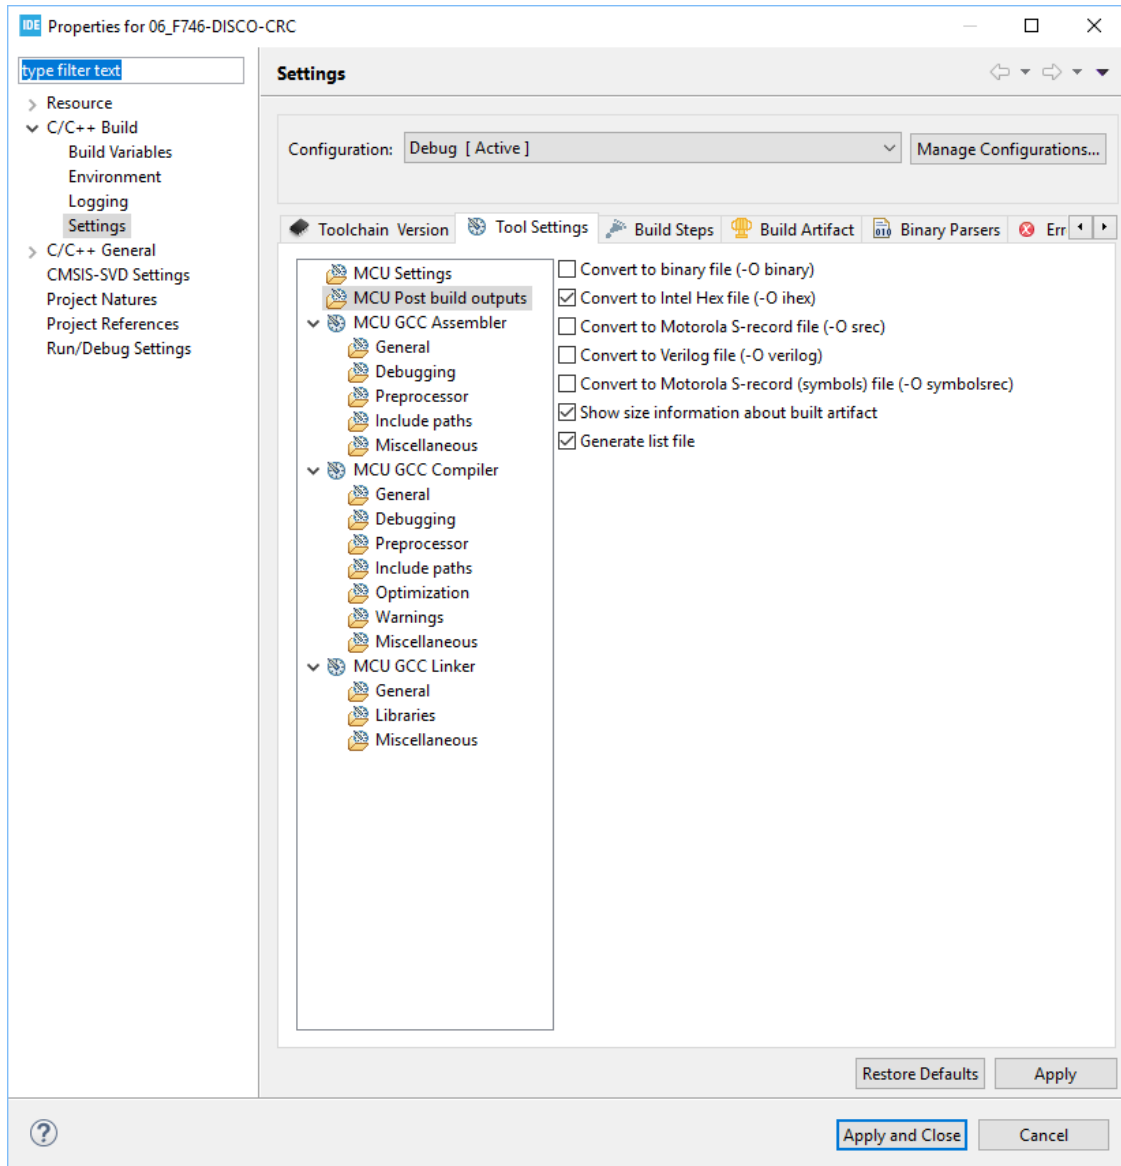 IDE Properties for 06_F746-DISCO-CRC
type filter text
Resource
C/C++ Build
Build Variables
Environment
Logging
Settings
C/C++ General
CMSIS-SVD Settings
Project Natures
Project References
Run/Debug Settings
Settings
Configuration: Debug [ Active ] Manage Configurations...
Toolchain Version Tool Settings Build Steps Build Artifact 010 Binary Parsers Err
MCU Settings
MCU Post build outputs
MCU GCC Assembler
General
Debugging
Preprocessor
Include paths
Miscellaneous
MCU GCC Compiler
General
Debugging
Preprocessor
Include paths
Optimization
Warnings
Miscellaneous
MCU GCC Linker
General
Libraries
Miscellaneous
Convert to binary file (-O binary)
Convert to Intel Hex file (-O ihex)
Convert to Motorola S-record file (-O srec)
Convert to Verilog file (-O verilog)
Convert to Motorola S-record (symbols) file (-O symbolsrec)
Show size information about built artifact
Generate list file
Restore Defaults Apply
? Apply and Close Cancel